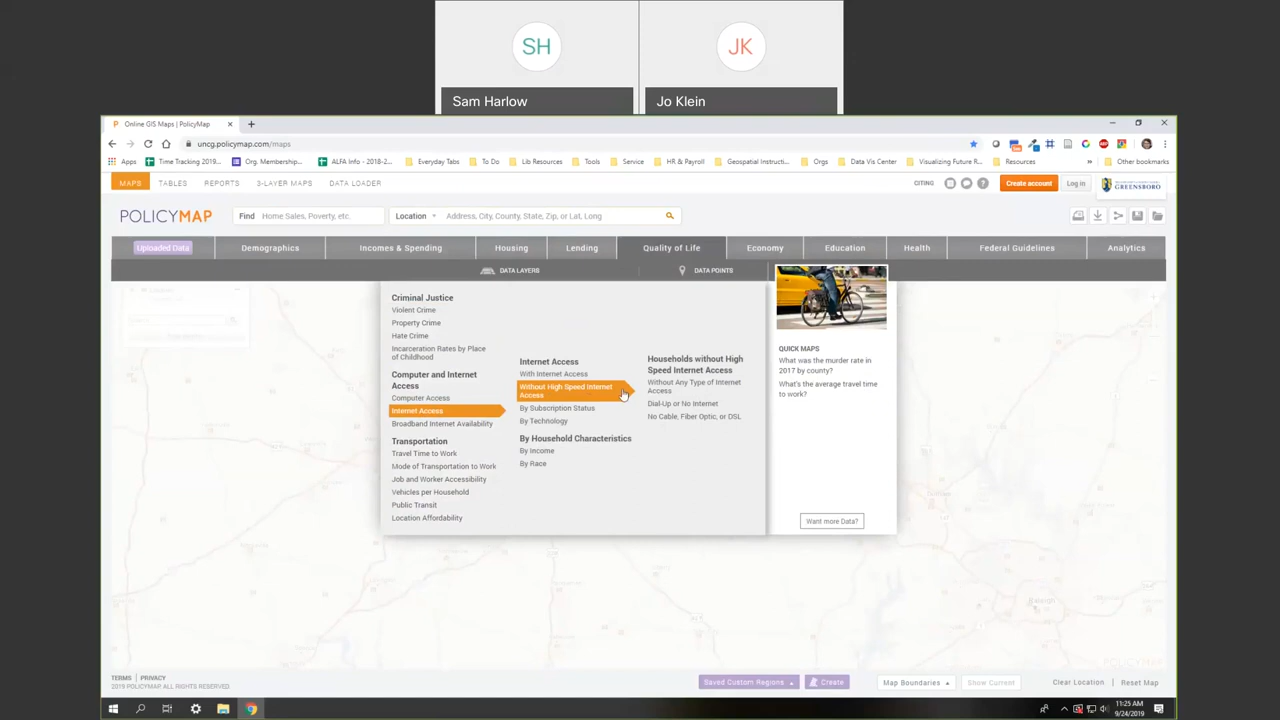 SH
JK
Sam Harlow
Jo Klein
Online GIS Maps | PolicyMap
uncg.policymap.com/maps
Apps
Time Tracking 2019...
Org. Membership...
ALFA Info - 2018-2...
Everyday Tabs
To Do
Lib Resources
Tools
Service
HR & Payroll
Geospatial Instructi...
Orgs
Data Vis Center
Visualizing Future R...
Resources
»
Other bookmarks
MAPS
TABLES
REPORTS
3-LAYER MAPS
DATA LOADER
CITING
Create account
Log in
GREENSBORO
POLICYMAP
Find
Home Sales, Poverty, etc.
Location
Address, City, County, State, Zip, or Lat, Long
Uploaded Data
Demographics
Incomes & Spending
Housing
Lending
Quality of Life
Economy
Education
Health
Federal Guidelines
Analytics
DATA LAYERS
DATA POINTS
Criminal Justice
Violent Crime
Property Crime
Hate Crime
Incarceration Rates by Place
of Childhood
Computer and Internet
Access
Computer Access
Internet Access
Broadband Internet Availability
Transportation
Travel Time to Work
Mode of Transportation to Work
Job and Worker Accessibility
Vehicles per Household
Public Transit
Location Affordability
Internet Access
With Internet Access
Without High Speed Internet
Access
By Subscription Status
By Technology
By Household Characteristics
By Income
By Race
Households without High
Speed Internet Access
Without Any Type of Internet
Access
Dial-Up or No Internet
No Cable, Fiber Optic, or DSL
QUICK MAPS
What was the murder rate in
2017 by county?
What's the average travel time
to work?
Want more Data?
Raleigh
POLICYMAP
TERMS | PRIVACY
2019 POLICYMAP. ALL RIGHTS RESERVED.
Saved Custom Regions
Create
Map Boundaries
Show Current
Clear Location
Reset Map
11:25 AM
9/24/2019